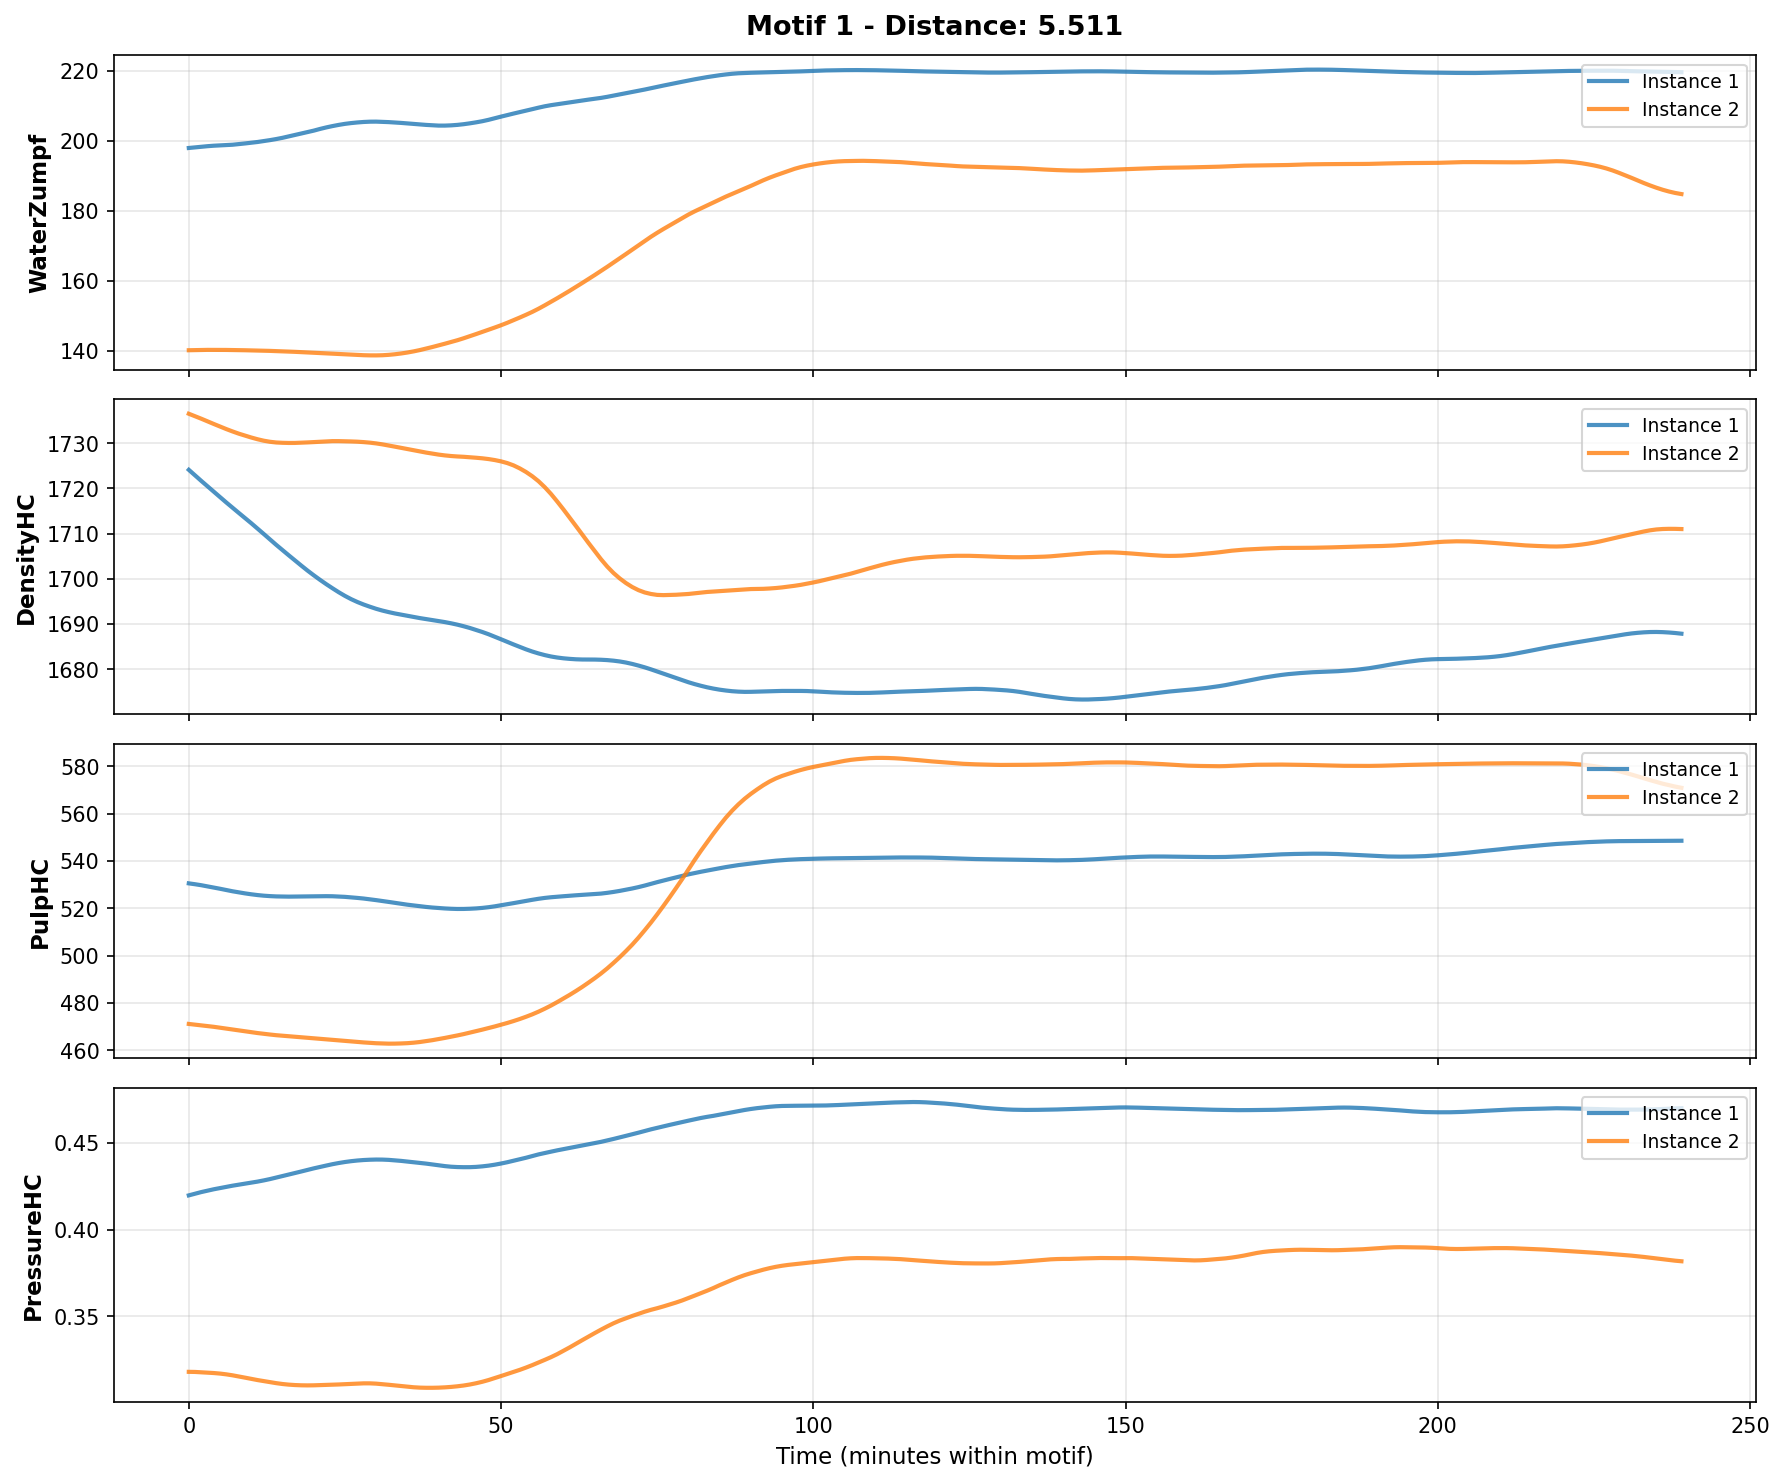 Motif 1 - Distance: 5.511
WaterZumpf
220
200
180
160
140
Instance 1
Instance 2
DensityHC
1730
1720
1710
1700
1690
1680
Instance 1
Instance 2
PulpHC
580
560
540
520
500
480
460
Instance 1
Instance 2
PressureHC
0.45
0.40
0.35
Instance 1
Instance 2
0 50 100 150 200 250
Time (minutes within motif)